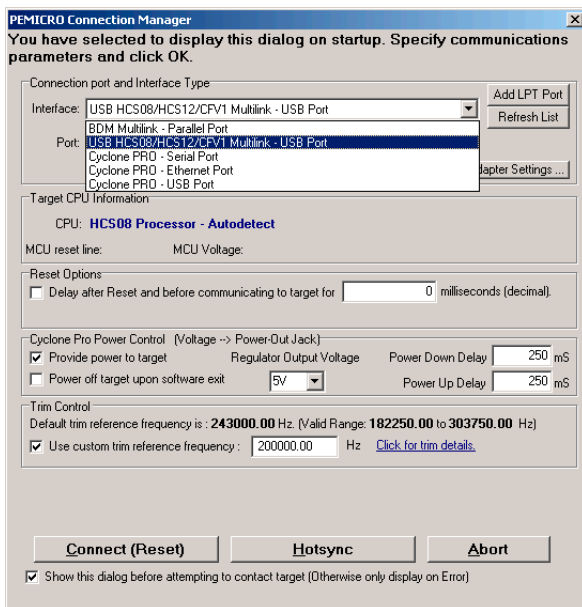 PEMICRO Connection Manager
You have selected to display this dialog on startup. Specify communications
parameters and click OK.
Connection port and Interface Type
Add LPT Port
Interface: USB HCS08/HCS12/CFV1 Multilink - USB Port
Refresh List
BDM Multilink - Parallel Port
Port: USB HCS08/HCS12/CFV1 Multilink - USB Port
Cyclone PRO - Serial Port
Cyclone PRO - Ethernet Port
Cyclone PRO - USB Port
dapter Settings ...
Target CPU Information
CPU: HCS08 Processor - Autodetect
MCU reset line: MCU Voltage:
Reset Options
Delay after Reset and before communicating to target for 0 milliseconds (decimal).
Cyclone Pro Power Control (Voltage --> Power-Out Jack)
Provide power to target Regulator Output Voltage Power Down Delay 250 mS
Power off target upon software exit 5V Power Up Delay 250 mS
Trim Control
Default trim reference frequency is : 243000.00 Hz. (Valid Range: 182250.00 to 303750.00 Hz)
Use custom trim reference frequency : 200000.00 Hz Click for trim details.
Connect (Reset) Hotsync Abort
Show this dialog before attempting to contact target (Otherwise only display on Error)